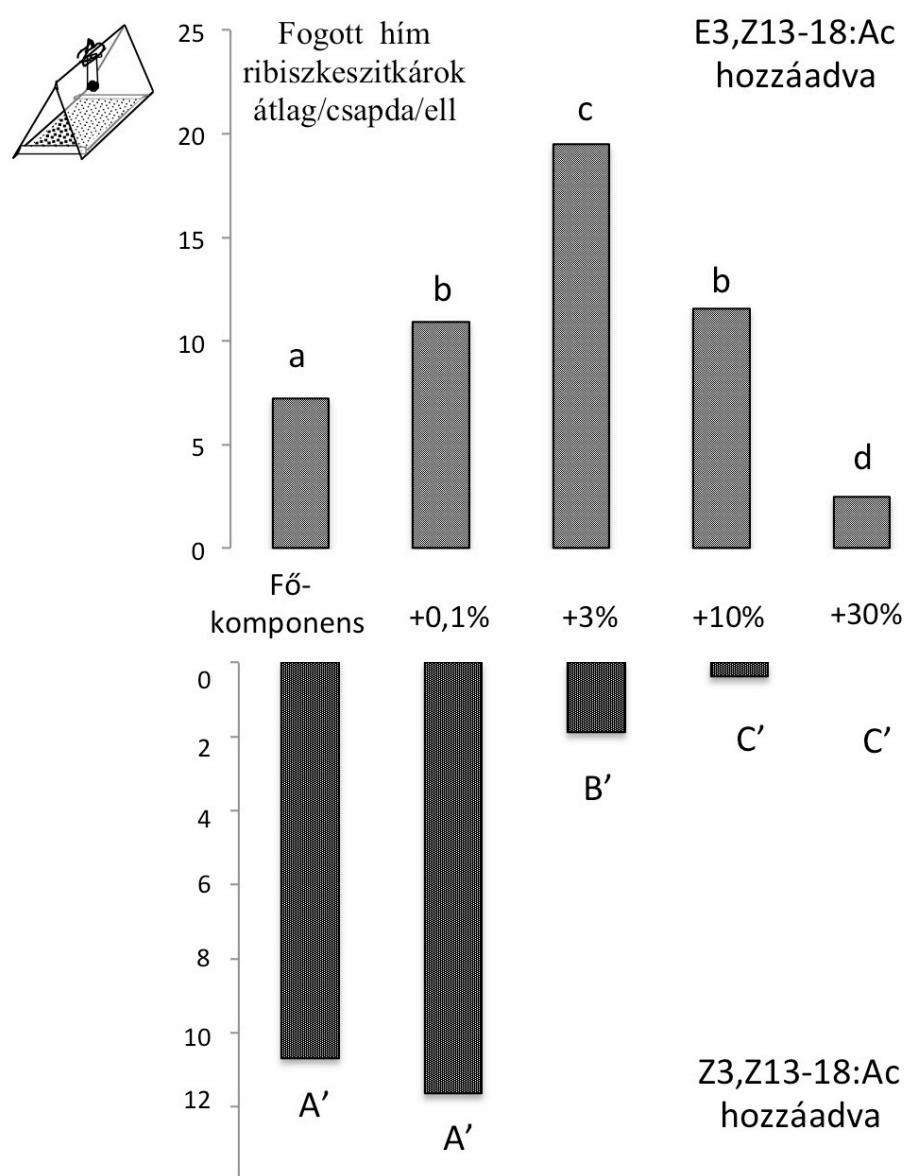 25
20
15
10
5
0
Fogott hím
ribiszkeszitkárok
átlag/csapda/ell
E3,Z13-18:Ac
hozzáadva
a
b
c
b
d
Fő-
komponens
+0,1%
+3%
+10%
+30%
0
2
4
6
8
10
12
A’
A’
B’
C’
C’
Z3,Z13-18:Ac
hozzáadva